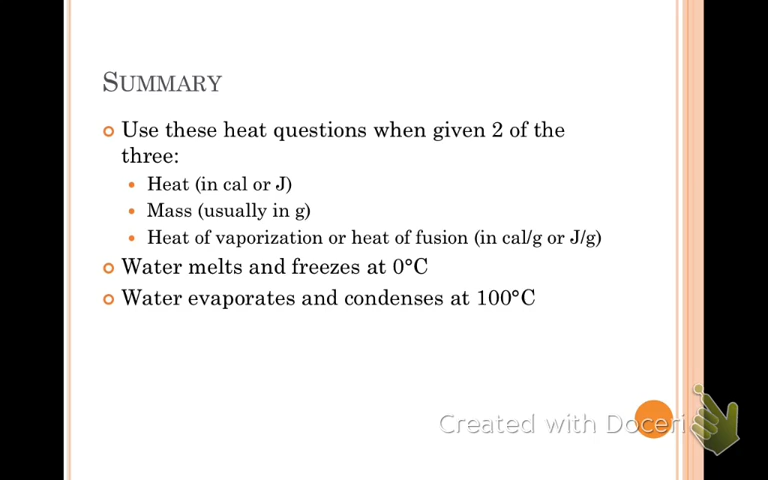 SUMMARY
Use these heat questions when given 2 of the
three:
Heat (in cal or J)
Mass (usually in g)
Heat of vaporization or heat of fusion (in cal/g or J/g)
Water melts and freezes at 0°C
Water evaporates and condenses at 100°C
Created with Doceri